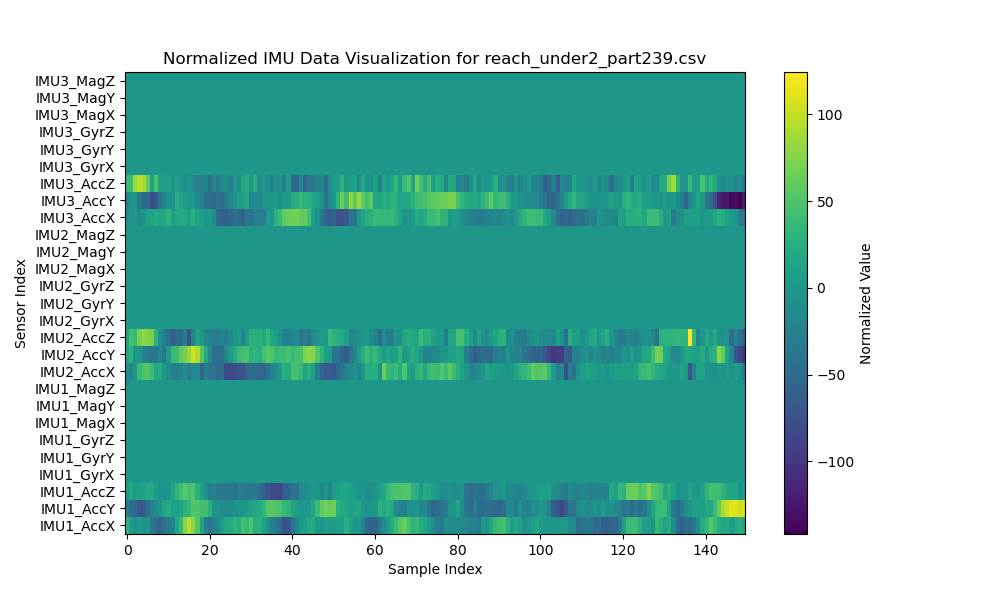 Normalized IMU Data Visualization for reach_under2_part239.csv
Sensor Index
IMU3_MagZ
IMU3_MagY
IMU3_MagX
IMU3_GyrZ
IMU3_GyrY
IMU3_GyrX
IMU3_AccZ
IMU3_AccY
IMU3_AccX
IMU2_MagZ
IMU2_MagY
IMU2_MagX
IMU2_GyrZ
IMU2_GyrY
IMU2_GyrX
IMU2_AccZ
IMU2_AccY
IMU2_AccX
IMU1_MagZ
IMU1_MagY
IMU1_MagX
IMU1_GyrZ
IMU1_GyrY
IMU1_GyrX
IMU1_AccZ
IMU1_AccY
IMU1_AccX
0 20 40 60 80 100 120 140
Sample Index
100
50
0
−50
−100
Normalized Value